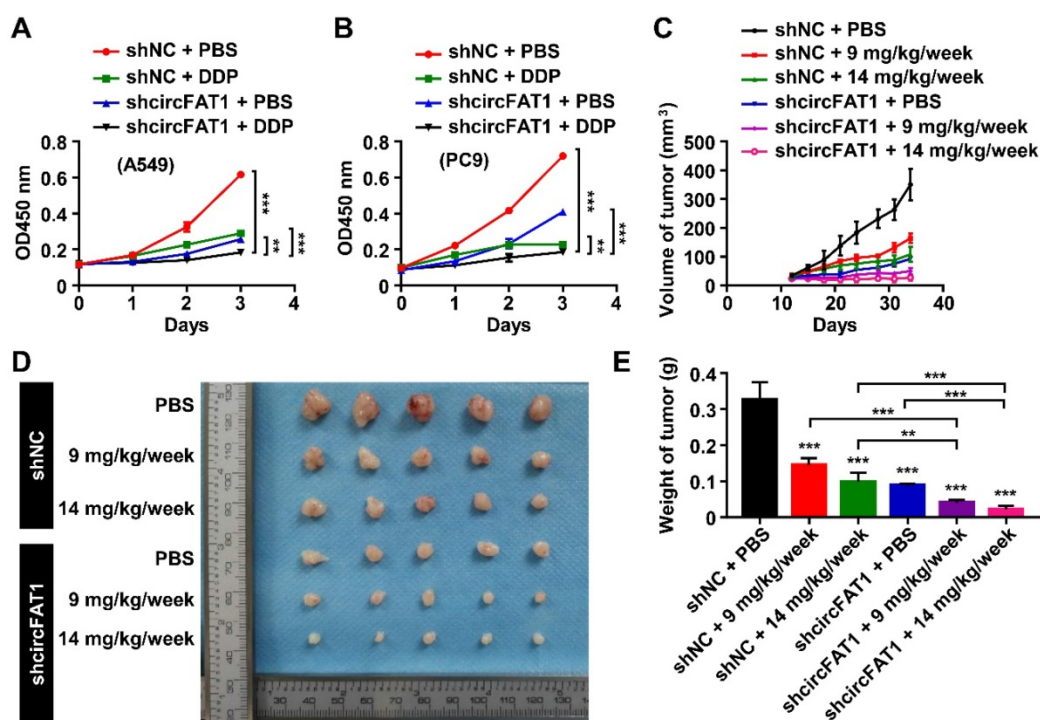 A
shNC + PBS
shNC + DDP
shcircFAT1 + PBS
shcircFAT1 + DDP
(A549)
OD450 nm
0.8
0.6
0.4
0.2
0.0
0 1 2 3 4
Days
***
**
***
B
shNC + PBS
shNC + DDP
shcircFAT1 + PBS
shcircFAT1 + DDP
(PC9)
OD450 nm
0.8
0.6
0.4
0.2
0.0
0 1 2 3 4
Days
***
**
***
C
shNC + PBS
shNC + 9 mg/kg/week
shNC + 14 mg/kg/week
shcircFAT1 + PBS
shcircFAT1 + 9 mg/kg/week
shcircFAT1 + 14 mg/kg/week
Volume of tumor (mm³)
500
400
300
200
100
0
0 10 20 30 40
Days
D
shNC
PBS
9 mg/kg/week
14 mg/kg/week
shcircFAT1
PBS
9 mg/kg/week
14 mg/kg/week
E
Weight of tumor (g)
0.4
0.3
0.2
0.1
0.0
***
***
***
**
*** *** *** *** ***
shNC + PBS
shNC + 9 mg/kg/week
shNC + 14 mg/kg/week
shcircFAT1 + PBS
shcircFAT1 + 9 mg/kg/week
shcircFAT1 + 14 mg/kg/week